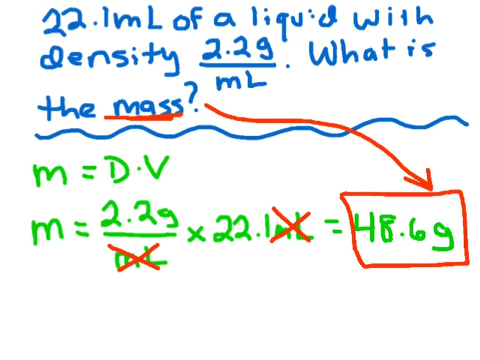 22.1mL of a liquid with
density 2.2g/mL. What is
the mass?
m = D·V
m = 2.2g/mL x 22.1mL = 48.6g